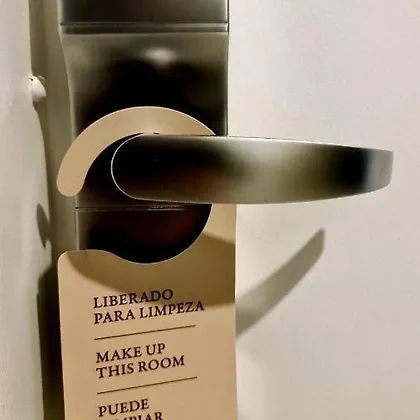 LIBERADO
PARA LIMPEZA
MAKE UP
THIS ROOM
PUEDE